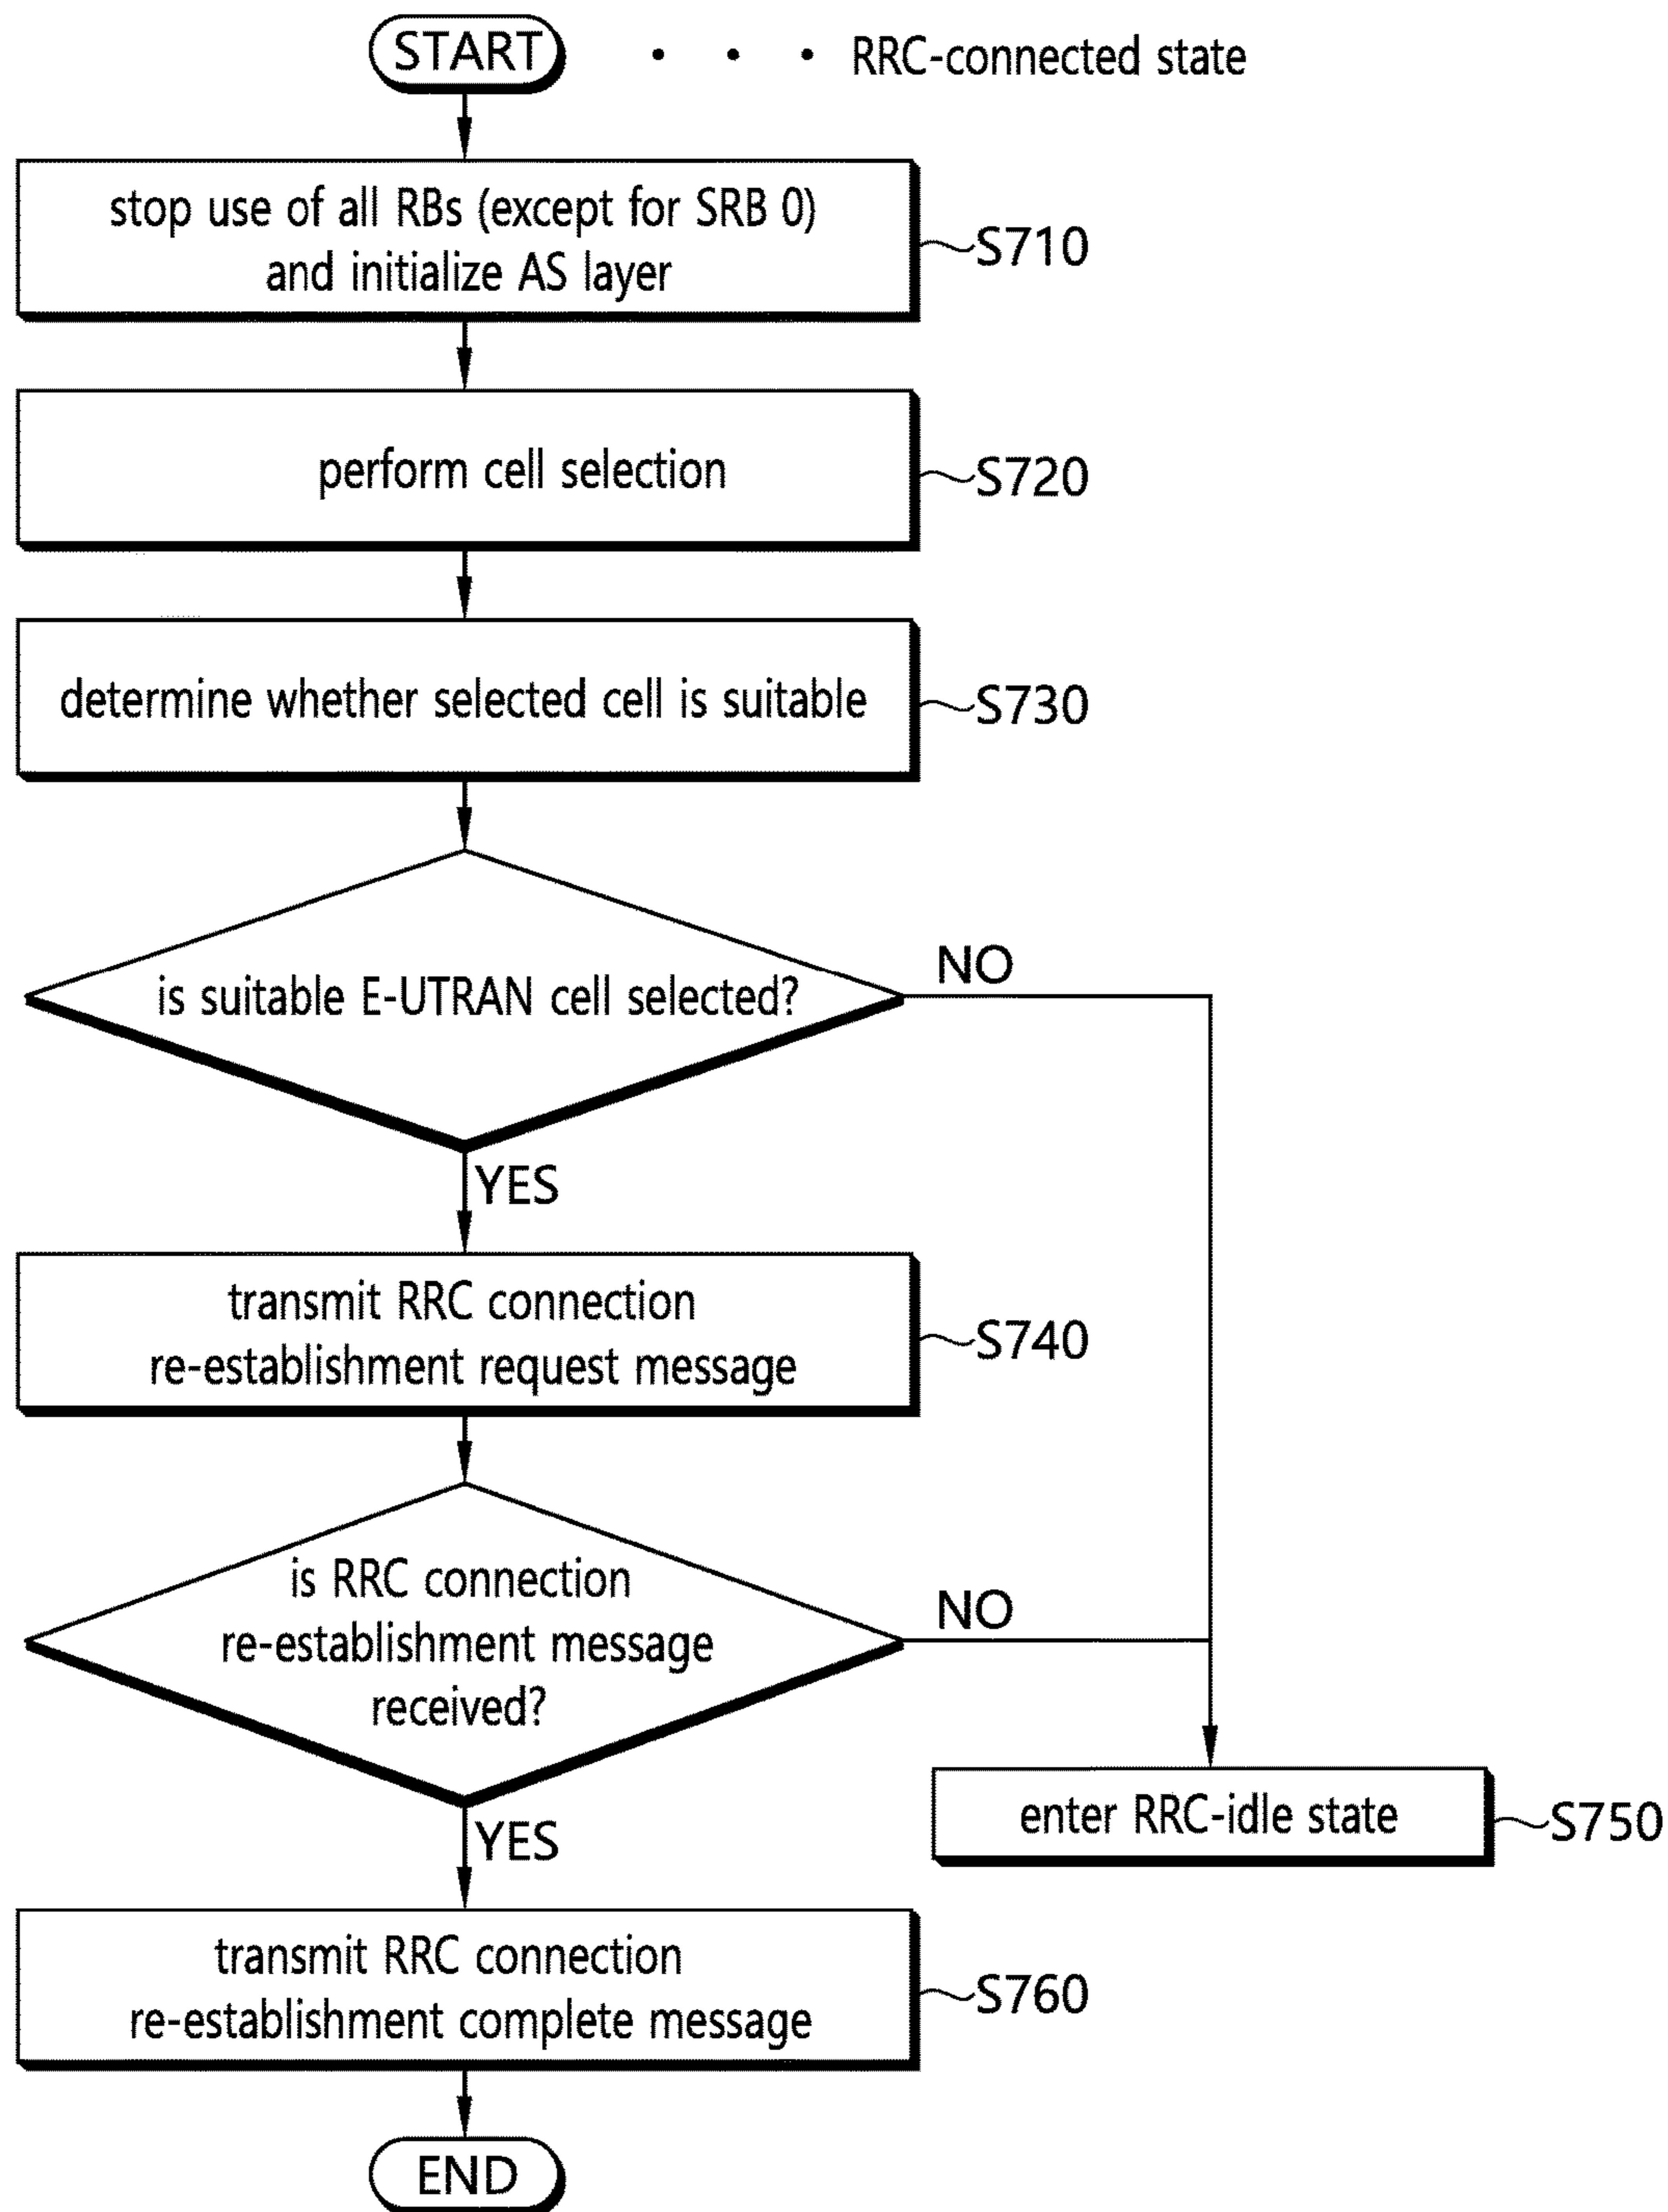 START
RRC-connected state
stop use of all RBs (except for SRB 0)
and initialize AS layer
S710
perform cell selection
S720
determine whether selected cell is suitable
S730
is suitable E-UTRAN cell selected?
NO
YES
transmit RRC connection
re-establishment request message
S740
is RRC connection
re-establishment message
received?
NO
YES
enter RRC-idle state
S750
transmit RRC connection
re-establishment complete message
S760
END